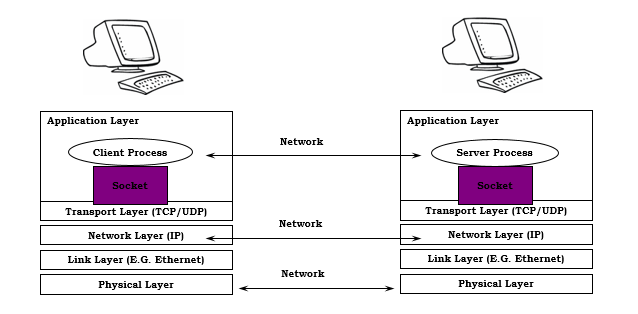 Application Layer
Client Process
Socket
Transport Layer (TCP/UDP)
Network Layer (IP)
Link Layer (E.G. Ethernet)
Physical Layer
Network
Network
Network
Application Layer
Server Process
Socket
Transport Layer (TCP/UDP)
Network Layer (IP)
Link Layer (E.G. Ethernet)
Physical Layer